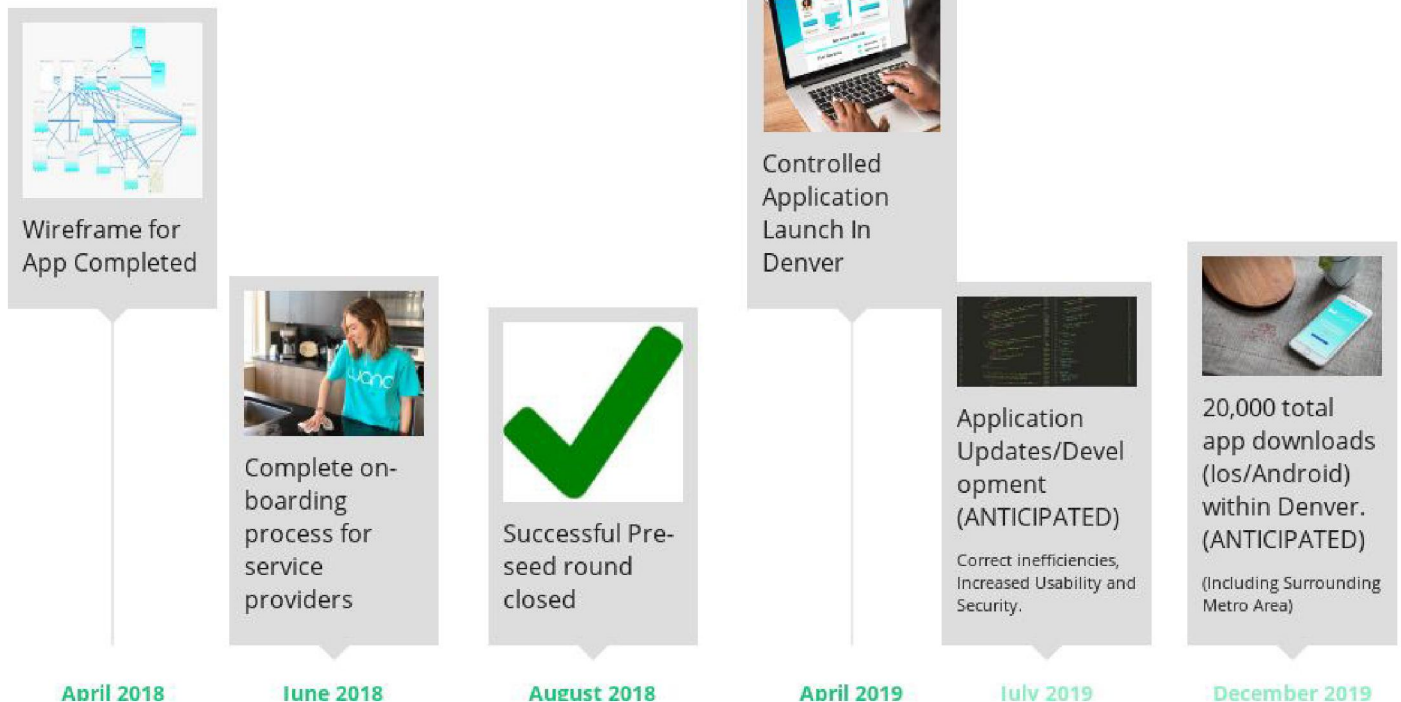 Wireframe for
App Completed
Complete on-
boarding
process for
service
providers
Successful Pre-
seed round
closed
Controlled
Application
Launch In
Denver
Application
Updates/Devel
opment
(ANTICIPATED)
Correct inefficiencies,
Increased Usability and
Security.
20,000 total
app downloads
(Ios/Android)
within Denver.
(ANTICIPATED)
(Including Surrounding
Metro Area)
April 2018
June 2018
August 2018
April 2019
July 2019
December 2019